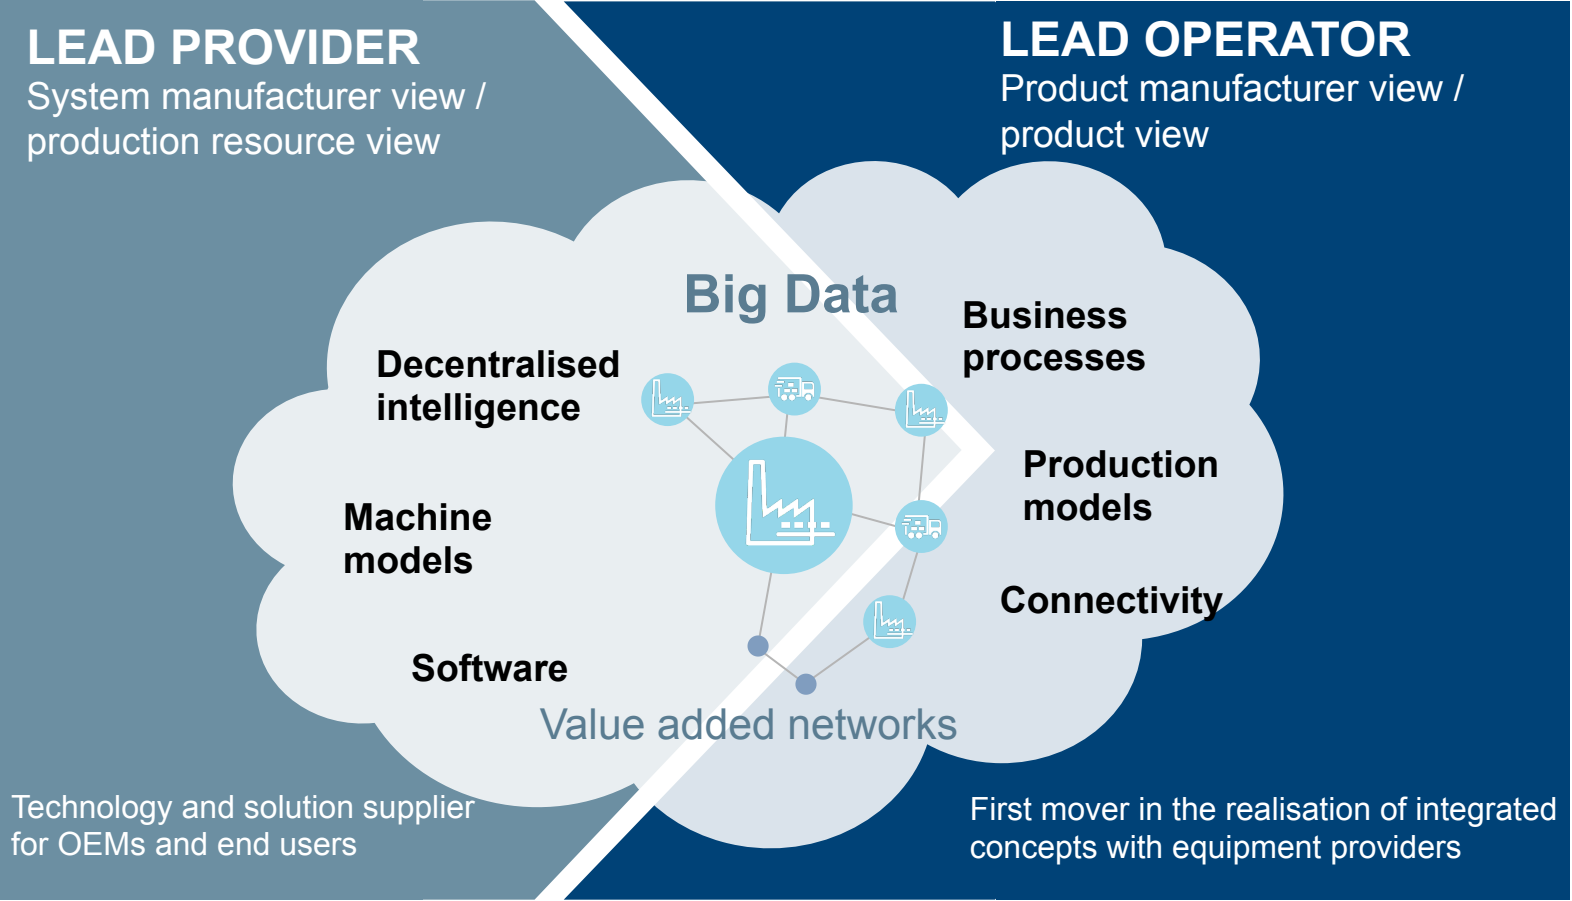 LEAD PROVIDER
System manufacturer view /
production resource view
LEAD OPERATOR
Product manufacturer view /
product view
Big Data
Decentralised
intelligence
Machine
models
Software
Business
processes
Production
models
Connectivity
Value added networks
Technology and solution supplier
for OEMs and end users
First mover in the realisation of integrated
concepts with equipment providers